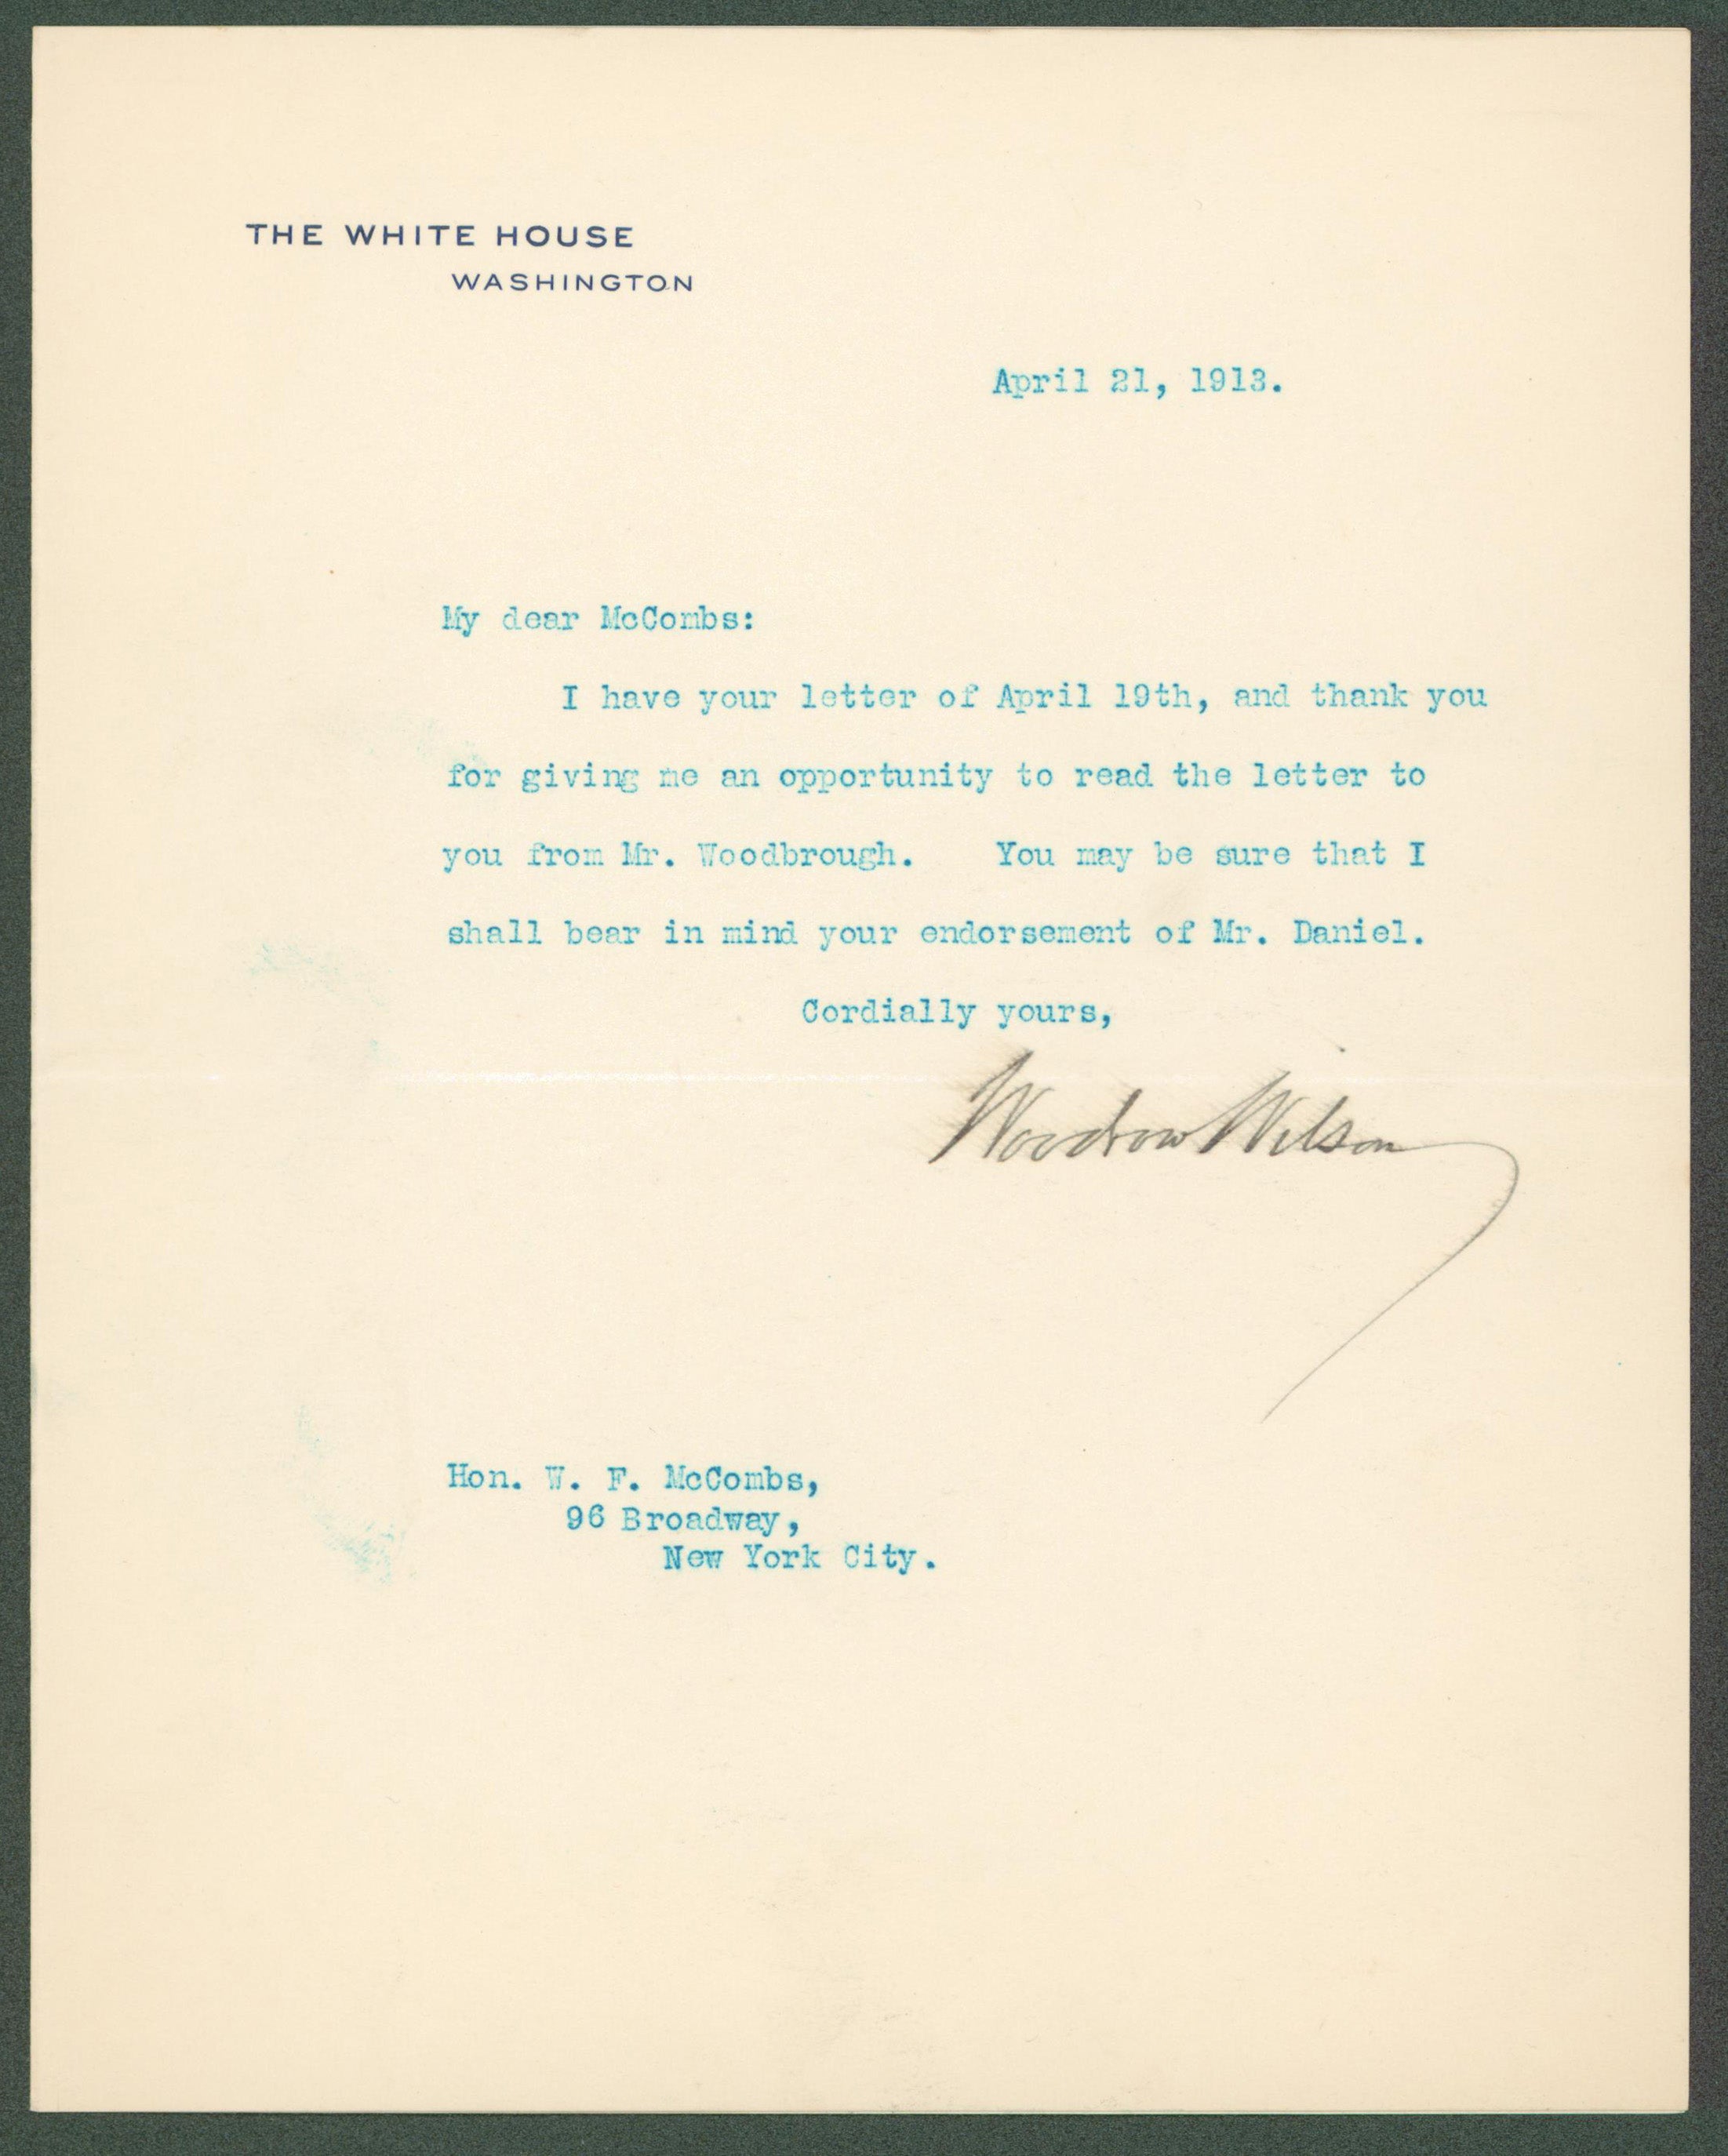 THE WHITE HOUSE
WASHINGTON
April 21, 1913.
My dear McCombs:
I have your letter of April 19th, and thank you
for giving me an opportunity to read the letter to
you from Mr. Woodbrough. You may be sure that I
shall bear in mind your endorsement of Mr. Daniel.
Cordially yours,
Woodrow Wilson
Hon. W. F. McCombs,
96 Broadway,
New York City.